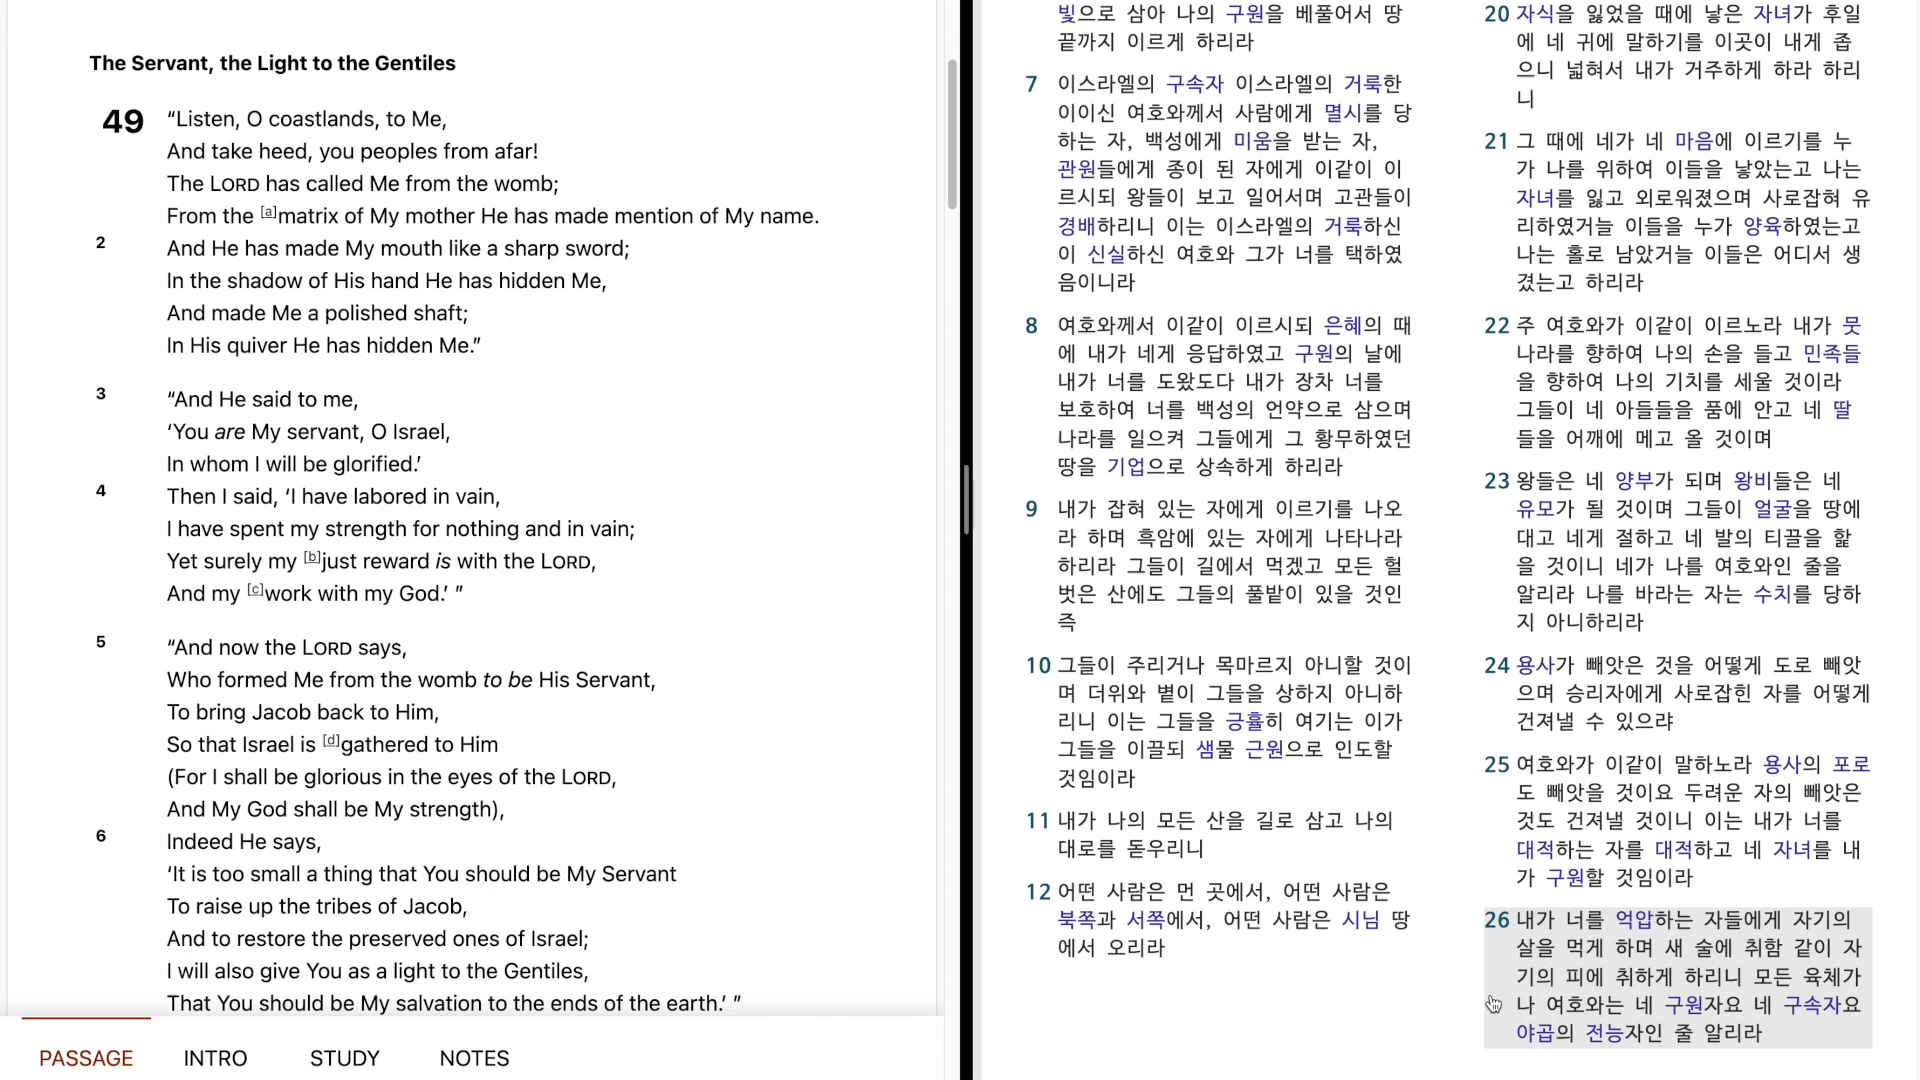 The Servant, the Light to the Gentiles
49 “Listen, O coastlands, to Me,
And take heed, you peoples from afar!
The LORD has called Me from the womb;
From the [a]matrix of My mother He has made mention of My name.
2 And He has made My mouth like a sharp sword;
In the shadow of His hand He has hidden Me,
And made Me a polished shaft;
In His quiver He has hidden Me.”
3 “And He said to me,
‘You are My servant, O Israel,
In whom I will be glorified.’
4 Then I said, ‘I have labored in vain,
I have spent my strength for nothing and in vain;
Yet surely my [b]just reward is with the LORD,
And my [c]work with my God.’ ”
5 “And now the LORD says,
Who formed Me from the womb to be His Servant,
To bring Jacob back to Him,
So that Israel is [d]gathered to Him
(For I shall be glorious in the eyes of the LORD,
And My God shall be My strength),
6 Indeed He says,
‘It is too small a thing that You should be My Servant
To raise up the tribes of Jacob,
And to restore the preserved ones of Israel;
I will also give You as a light to the Gentiles,
That You should be My salvation to the ends of the earth.’ ”
PASSAGE INTRO STUDY NOTES
빛으로 삼아 나의 구원을 베풀어서 땅
끝까지 이르게 하리라
7 이스라엘의 구속자 이스라엘의 거룩한
이이신 여호와께서 사람에게 멸시를 당
하는 자, 백성에게 미움을 받는 자,
관원들에게 종이 된 자에게 이같이 이
르시되 왕들이 보고 일어서며 고관들이
경배하리니 이는 이스라엘의 거룩하신
이 신실하신 여호와 그가 너를 택하였
음이니라
8 여호와께서 이같이 이르시되 은혜의 때
에 내가 네게 응답하였고 구원의 날에
내가 너를 도왔도다 내가 장차 너를
보호하여 너를 백성의 언약으로 삼으며
나라를 일으켜 그들에게 그 황무하였던
땅을 기업으로 상속하게 하리라
9 내가 잡혀 있는 자에게 이르기를 나오
라 하며 흑암에 있는 자에게 나타나라
하리라 그들이 길에서 먹겠고 모든 헐
벗은 산에도 그들의 풀밭이 있을 것인
즉
10 그들이 주리거나 목마르지 아니할 것이
며 더위와 볕이 그들을 상하지 아니하
리니 이는 그들을 긍휼히 여기는 이가
그들을 이끌되 샘물 근원으로 인도할
것임이라
11 내가 나의 모든 산을 길로 삼고 나의
대로를 돋우리니
12 어떤 사람은 먼 곳에서, 어떤 사람은
북쪽과 서쪽에서, 어떤 사람은 시님 땅
에서 오리라
20 자식을 잃었을 때에 낳은 자녀가 후일
에 네 귀에 말하기를 이곳이 내게 좁
으니 넓혀서 내가 거주하게 하라 하리
니
21 그 때에 네가 네 마음에 이르기를 누
가 나를 위하여 이들을 낳았는고 나는
자녀를 잃고 외로워졌으며 사로잡혀 유
리하였거늘 이들을 누가 양육하였는고
나는 홀로 남았거늘 이들은 어디서 생
겼는고 하리라
22 주 여호와가 이같이 이르노라 내가 뭇
나라를 향하여 나의 손을 들고 민족들
을 향하여 나의 기치를 세울 것이라
그들이 네 아들들을 품에 안고 네 딸
들을 어깨에 메고 올 것이며
23 왕들은 네 양부가 되며 왕비들은 네
유모가 될 것이며 그들이 얼굴을 땅에
대고 네게 절하고 네 발의 티끌을 핥
을 것이니 네가 나를 여호와인 줄을
알리라 나를 바라는 자는 수치를 당하
지 아니하리라
24 용사가 빼앗은 것을 어떻게 도로 빼앗
으며 승리자에게 사로잡힌 자를 어떻게
건져낼 수 있으랴
25 여호와가 이같이 말하노라 용사의 포로
도 빼앗을 것이요 두려운 자의 빼앗은
것도 건져낼 것이니 이는 내가 너를
대적하는 자를 대적하고 네 자녀를 내
가 구원할 것임이라
26 내가 너를 억압하는 자들에게 자기의
살을 먹게 하며 새 술에 취함 같이 자
기의 피에 취하게 하리니 모든 육체가
나 여호와는 네 구원자요 네 구속자요
야곱의 전능자인 줄 알리라